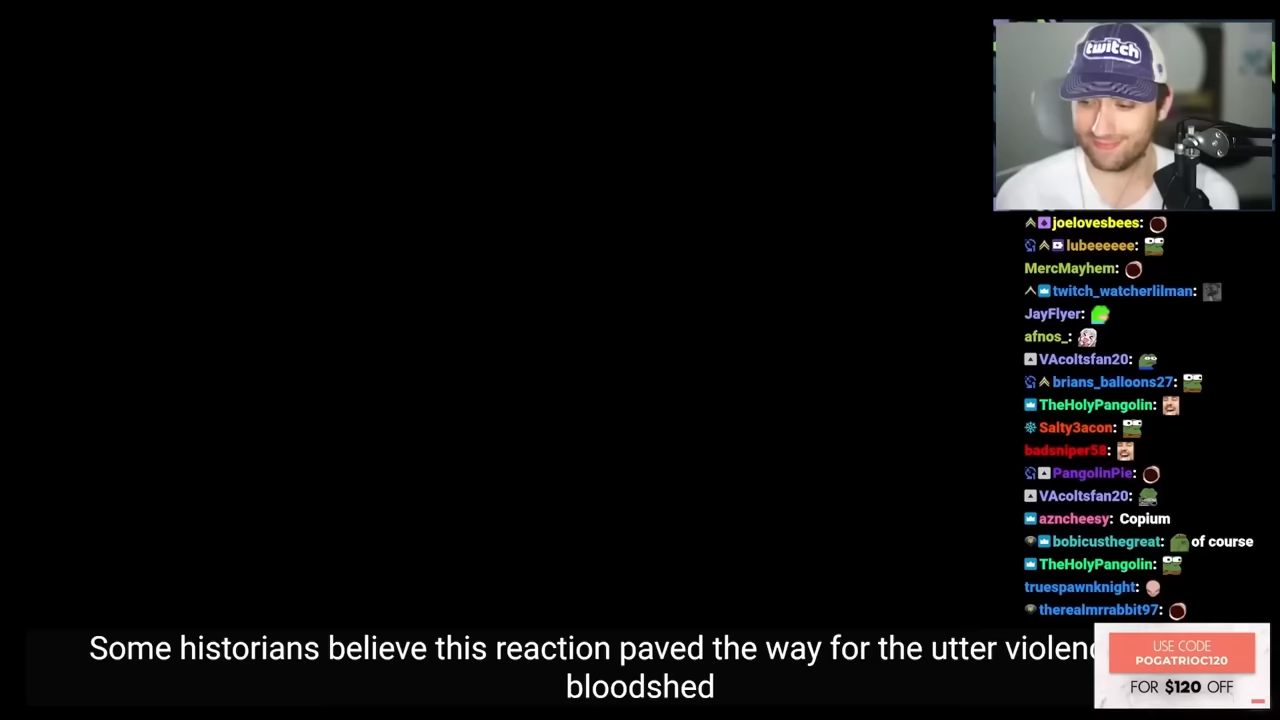 twitch
joelovesbees:
lubeeeeee:
MercMayhem:
twitch_watcherlilman:
JayFlyer:
afnos_:
VAcoltsfan20:
brians_balloons27:
TheHolyPangolin:
Salty3acon:
badsniper58:
PangolinPie:
VAcoltsfan20:
azncheesy: Copium
bobicusthegreat: of course
TheHolyPangolin:
truespawnknight:
therealmrrabbit97:
Some historians believe this reaction paved the way for the utter
bloodshed
USE CODE
POGATRIOC120
FOR $120 OFF